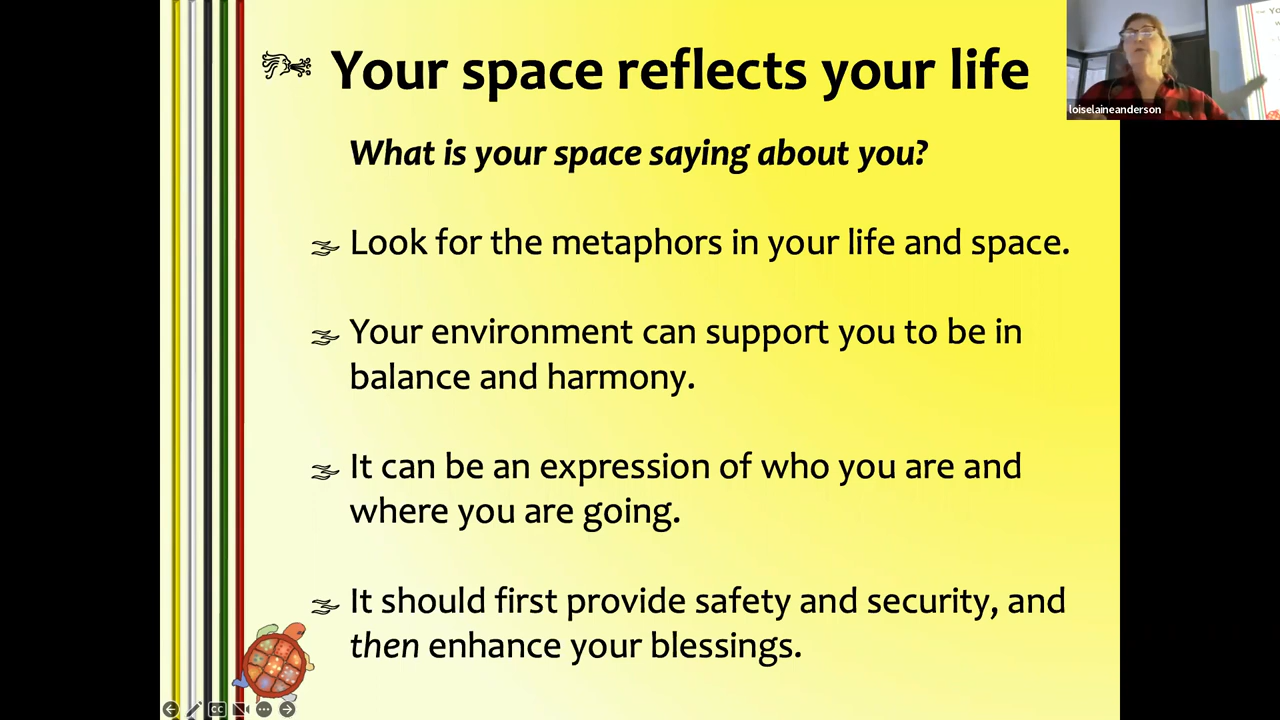 Your space reflects your life
loiselaineanderson
What is your space saying about you?
Look for the metaphors in your life and space.
Your environment can support you to be in
balance and harmony.
It can be an expression of who you are and
where you are going.
It should first provide safety and security, and
then enhance your blessings.
CC